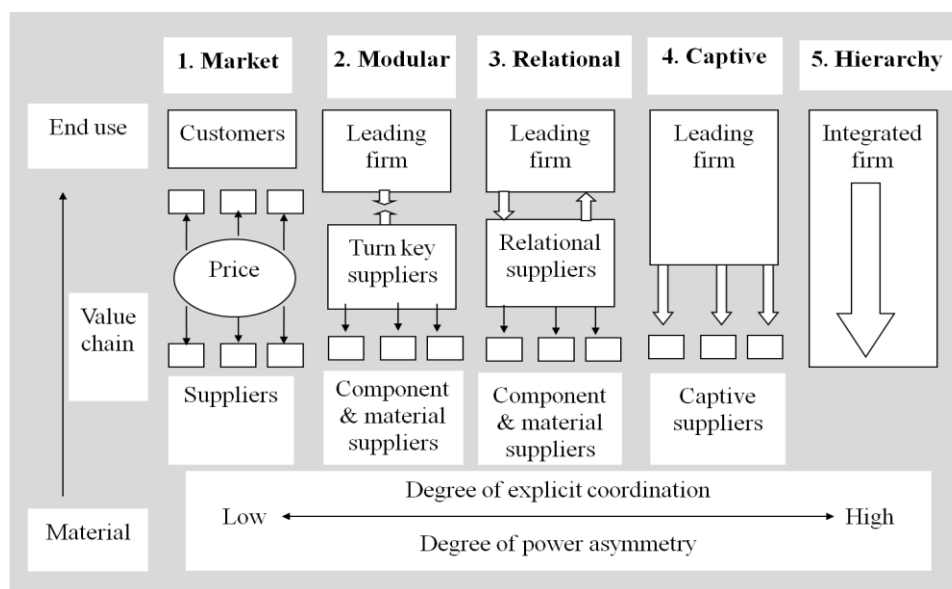 1. Market
2. Modular
3. Relational
4. Captive
5. Hierarchy
End use
Customers
Leading
firm
Leading
firm
Leading
firm
Integrated
firm
Price
Turn key
suppliers
Relational
suppliers
Value
chain
Suppliers
Component
& material
suppliers
Component
& material
suppliers
Captive
suppliers
Material
Degree of explicit coordination
Low
High
Degree of power asymmetry